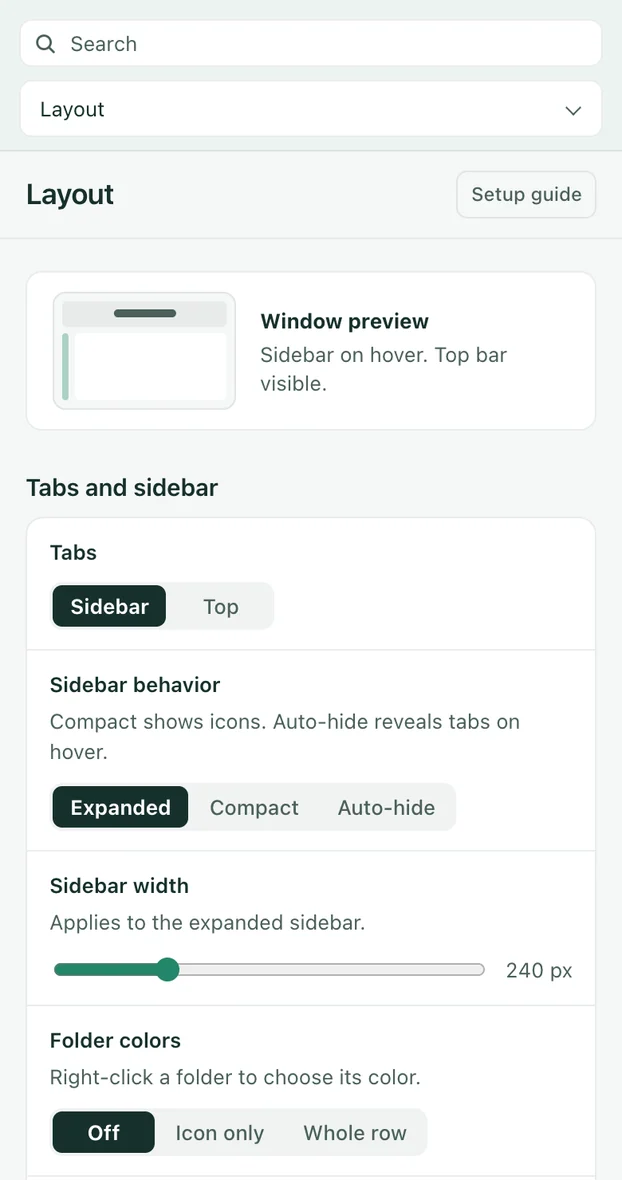 Search
Layout
Layout
Setup guide
Window preview
Sidebar on hover. Top bar
visible.
Tabs and sidebar
Tabs
Sidebar Top
Sidebar behavior
Compact shows icons. Auto-hide reveals tabs on
hover.
Expanded Compact Auto-hide
Sidebar width
Applies to the expanded sidebar.
240 px
Folder colors
Right-click a folder to choose its color.
Off Icon only Whole row